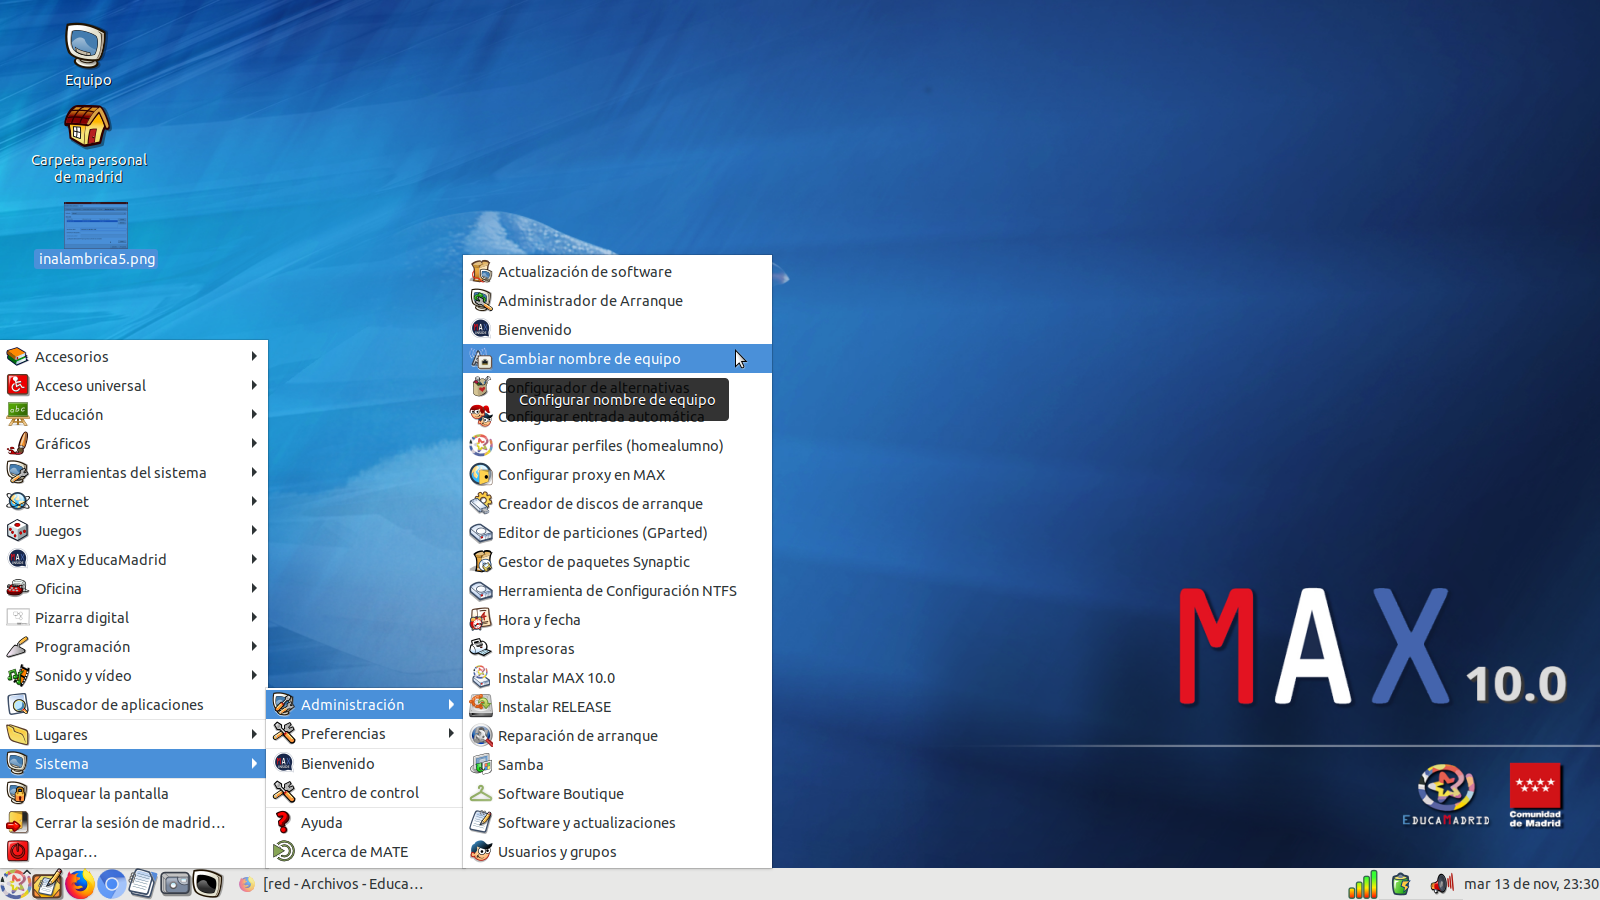 Equipo
Carpeta personal
de madrid
inalambrica5.png
Accesorios
Acceso universal
Educación
Gráficos
Herramientas del sistema
Internet
Juegos
MaX y EducaMadrid
Oficina
Pizarra digital
Programación
Sonido y vídeo
Buscador de aplicaciones
Lugares
Sistema
Bloquear la pantalla
Cerrar la sesión de madrid...
Apagar...
Administración
Preferencias
Bienvenido
Centro de control
Ayuda
Acerca de MATE
Actualización de software
Administrador de Arranque
Bienvenido
Cambiar nombre de equipo
Configurador de alternativas
Configurar nombre de equipo
Configurar entrada automática
Configurar perfiles (homealumno)
Configurar proxy en MAX
Creador de discos de arranque
Editor de particiones (GParted)
Gestor de paquetes Synaptic
Herramienta de Configuración NTFS
Hora y fecha
Impresoras
Instalar MAX 10.0
Instalar RELEASE
Reparación de arranque
Samba
Software Boutique
Software y actualizaciones
Usuarios y grupos
MAX 10.0
EDUCAMADRID
Comunidad
de Madrid
[red - Archivos - Educa...
mar 13 de nov, 23:30